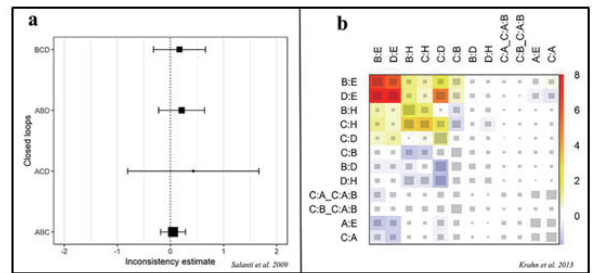 a
BCD
ABD
ACD
ABC
Closed loops
-2
-1
0
1
2
Inconsistency estimate
Salanti et al. 2009
b
B:E
D:E
B:H
C:H
C:D
C:B
B:D
D:H
C:A_C:A:B
C:B_C:A:B
A:E
C:A
B:E
D:E
B:H
C:H
C:D
C:B
B:D
D:H
C:A_C:A:B
C:B_C:A:B
A:E
C:A
8
6
4
2
0
Krahn et al. 2013